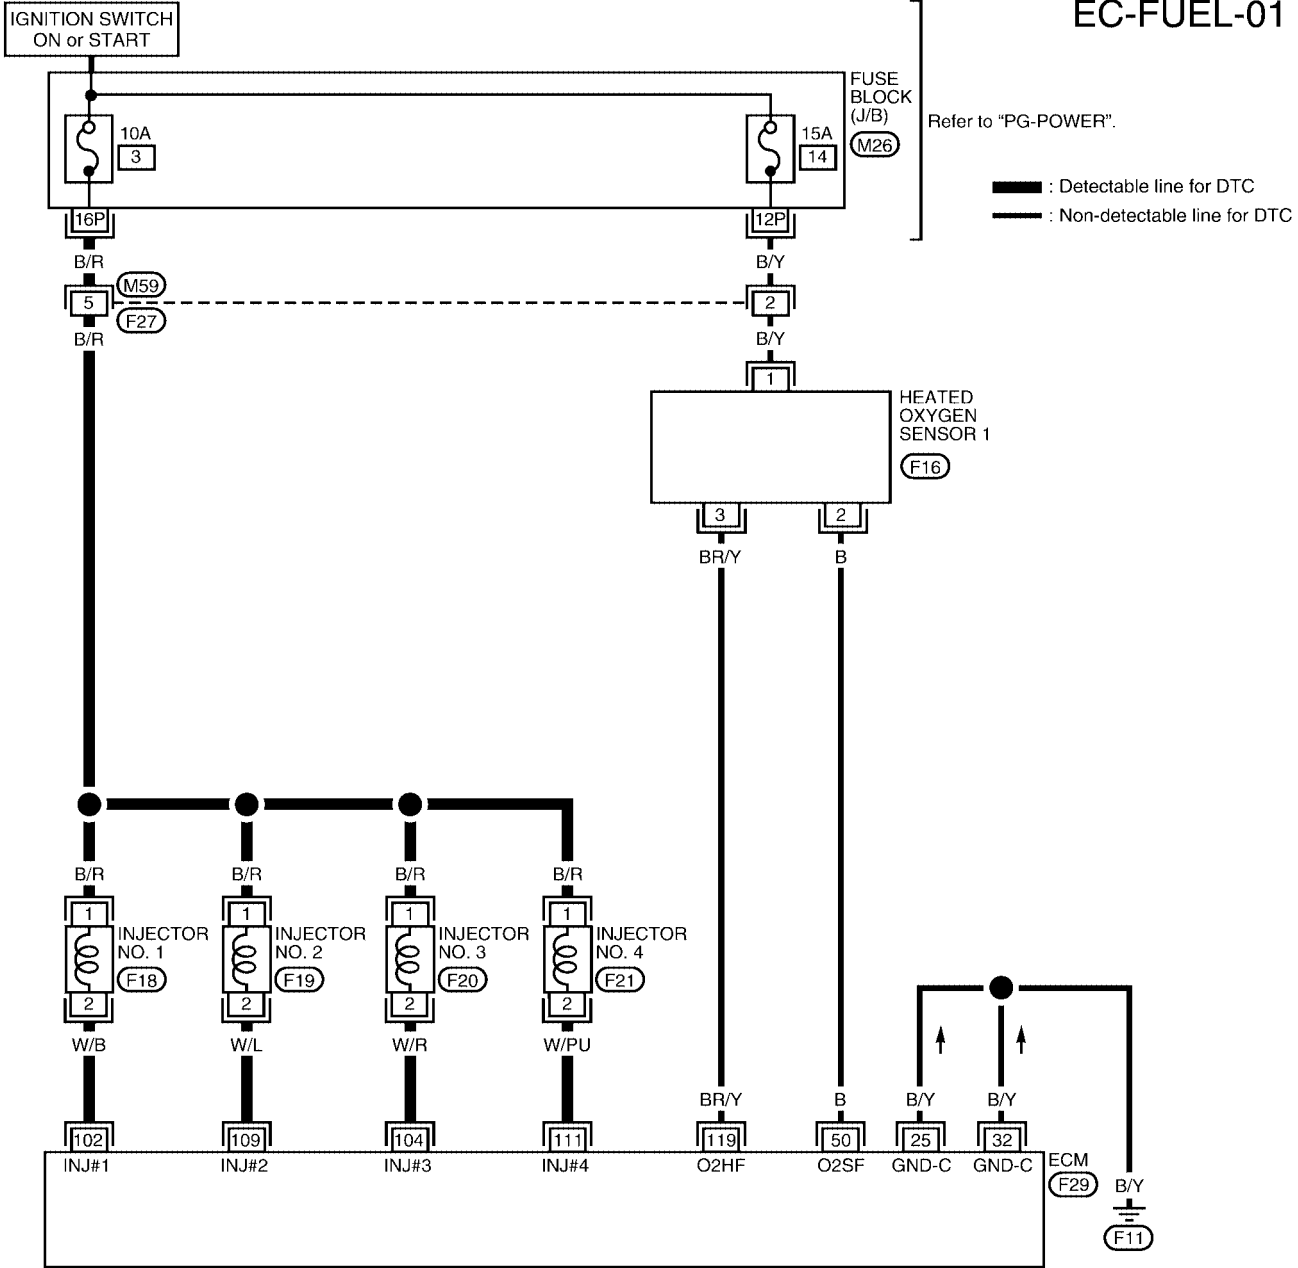 EC-FUEL-01
IGNITION SWITCH
ON or START
FUSE
BLOCK
(J/B)
M26
Refer to “PG-POWER”.
10A
3
15A
14
: Detectable line for DTC
: Non-detectable line for DTC
16P
12P
B/R
B/Y
M59
5
2
F27
B/R
B/Y
1
HEATED
OXYGEN
SENSOR 1
F16
3
2
BR/Y
B
B/R
B/R
B/R
B/R
1
1
1
1
INJECTOR
NO. 1
F18
INJECTOR
NO. 2
F19
INJECTOR
NO. 3
F20
INJECTOR
NO. 4
F21
2
2
2
2
W/B
W/L
W/R
W/PU
BR/Y
B
B/Y
B/Y
102
109
104
111
119
50
25
32
INJ#1
INJ#2
INJ#3
INJ#4
O2HF
O2SF
GND-C
GND-C
ECM
F29
B/Y
F11